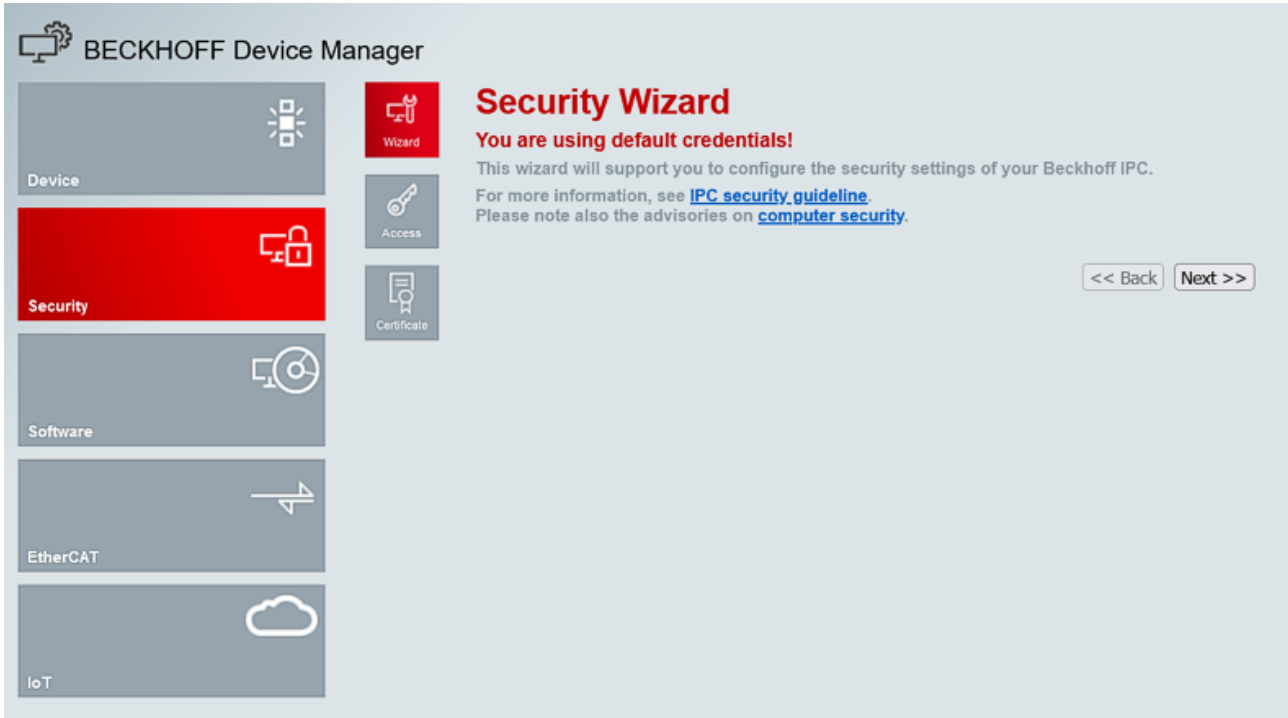 BECKHOFF Device Manager
Device
Security
Software
EtherCAT
IoT
Wizard
Access
Certificate
Security Wizard
You are using default credentials!
This wizard will support you to configure the security settings of your Beckhoff IPC.
For more information, see IPC security guideline.
Please note also the advisories on computer security.
<< Back Next >>